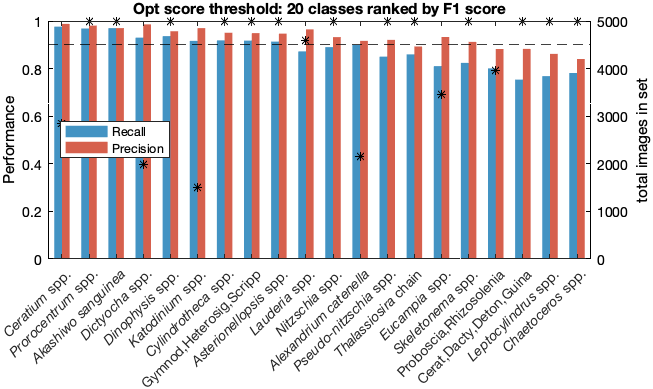 Opt score threshold: 20 classes ranked by F1 score
Performance
1
0.8
0.6
0.4
0.2
0
Recall
Precision
5000
4000
3000
2000
1000
0
total images in set
Ceratium spp.
Prorocentrum spp.
Akashiwo sanguinea
Dictyocha spp.
Dinophysis spp.
Katodinium spp.
Cylindrotheca spp.
Gymnod,Heterosig,Scripp
Asterionellopsis spp.
Lauderia spp.
Nitzschia spp.
Alexandrium catenella
Pseudo-nitzschia spp.
Thalassiosira chain
Eucampia spp.
Skeletonema spp.
Proboscia,Rhizosolenia
Cerat,Dacty,Deton,Guina
Leptocylindrus spp.
Chaetoceros spp.